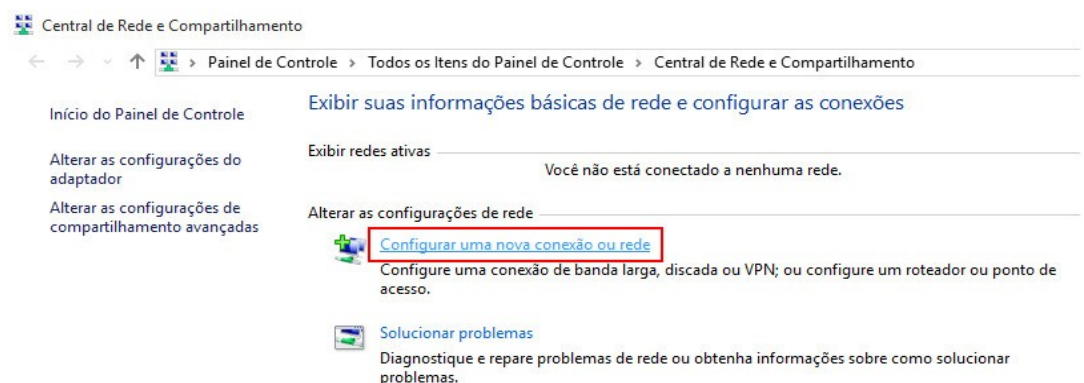 Central de Rede e Compartilhamento
Painel de Controle > Todos os Itens do Painel de Controle > Central de Rede e Compartilhamento
Início do Painel de Controle
Alterar as configurações do
adaptador
Alterar as configurações de
compartilhamento avançadas
Exibir suas informações básicas de rede e configurar as conexões
Exibir redes ativas
Você não está conectado a nenhuma rede.
Alterar as configurações de rede
Configurar uma nova conexão ou rede
Configure uma conexão de banda larga, discada ou VPN; ou configure um roteador ou ponto de
acesso.
Solucionar problemas
Diagnostique e repare problemas de rede ou obtenha informações sobre como solucionar
problemas.